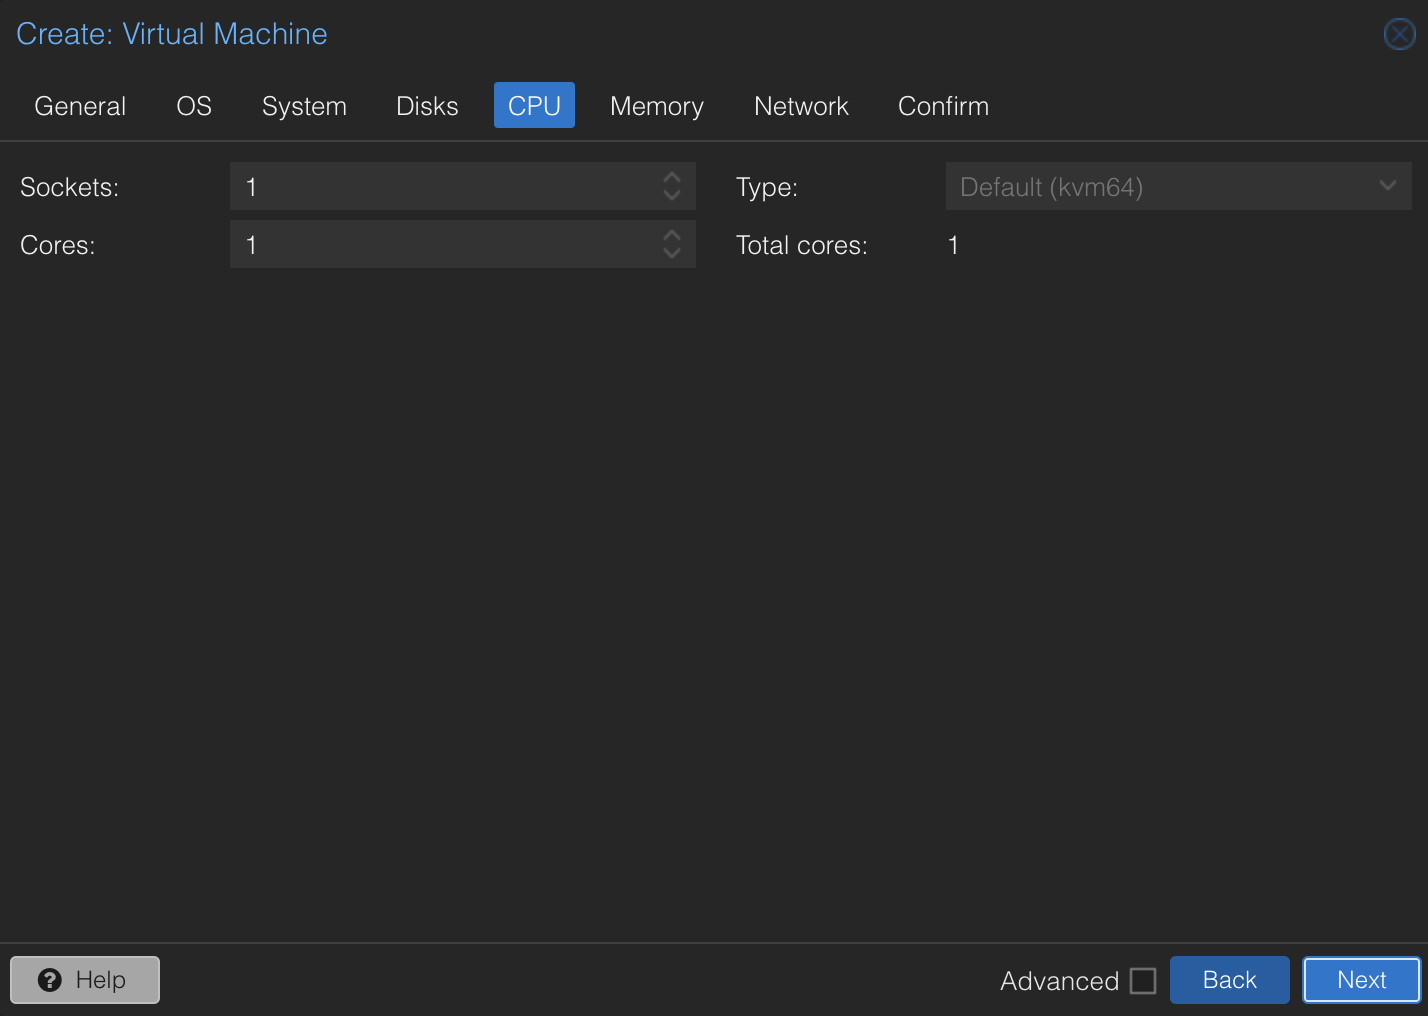 Create: Virtual Machine
General OS System Disks CPU Memory Network Confirm
Sockets: 1 Type: Default (kvm64)
Cores: 1 Total cores: 1
Help Advanced Back Next